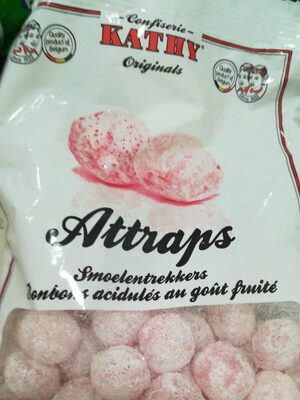 Confiserie
KATHY
Originals
Quality product of Belgium
Quality product of Belgium
Attraps
Smoelentrekkers
Bonbons acidulés au goût fruité